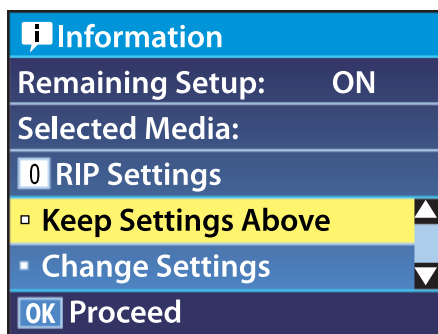 Information
Remaining Setup: ON
Selected Media:
0 RIP Settings
Keep Settings Above
Change Settings
OK Proceed